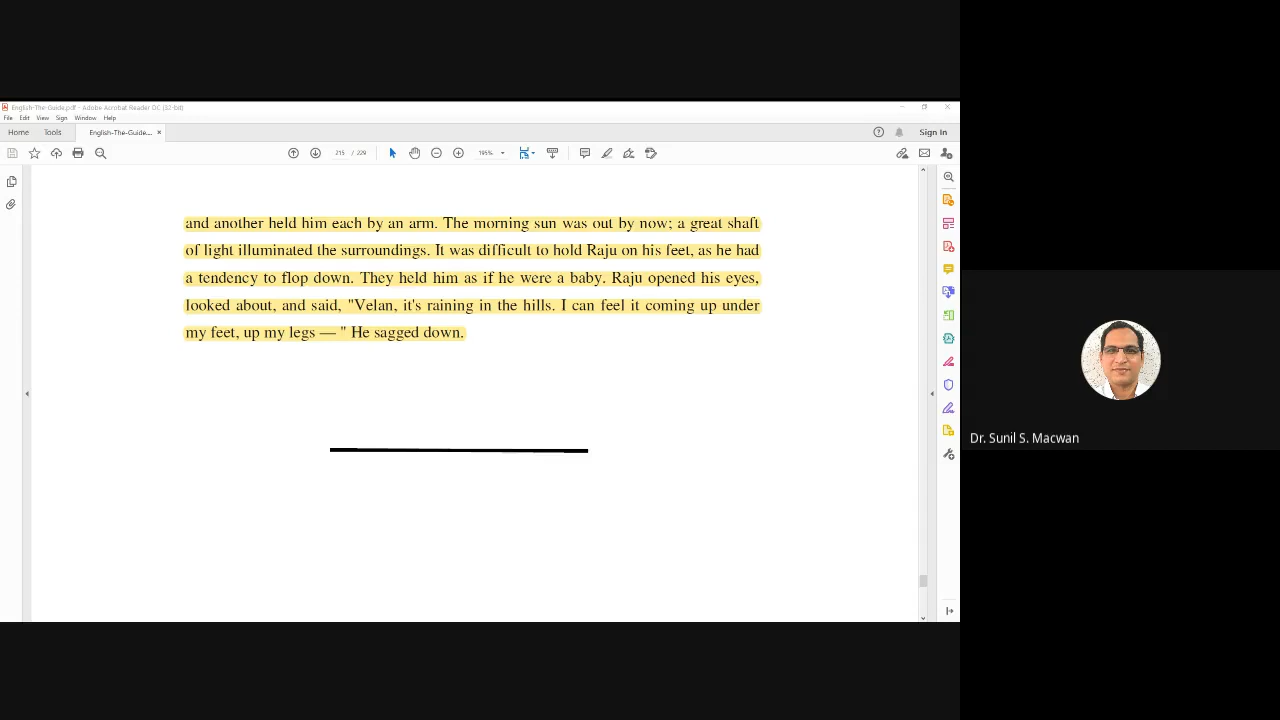 English-The-Guide.pdf - Adobe Acrobat Reader DC (32-bit)
File Edit View Sign Window Help
Home Tools English-The-Guide.... × Sign In
215 / 229 195%
and another held him each by an arm. The morning sun was out by now; a great shaft
of light illuminated the surroundings. It was difficult to hold Raju on his feet, as he had
a tendency to flop down. They held him as if he were a baby. Raju opened his eyes,
looked about, and said, "Velan, it's raining in the hills. I can feel it coming up under
my feet, up my legs — " He sagged down.
Dr. Sunil S. Macwan